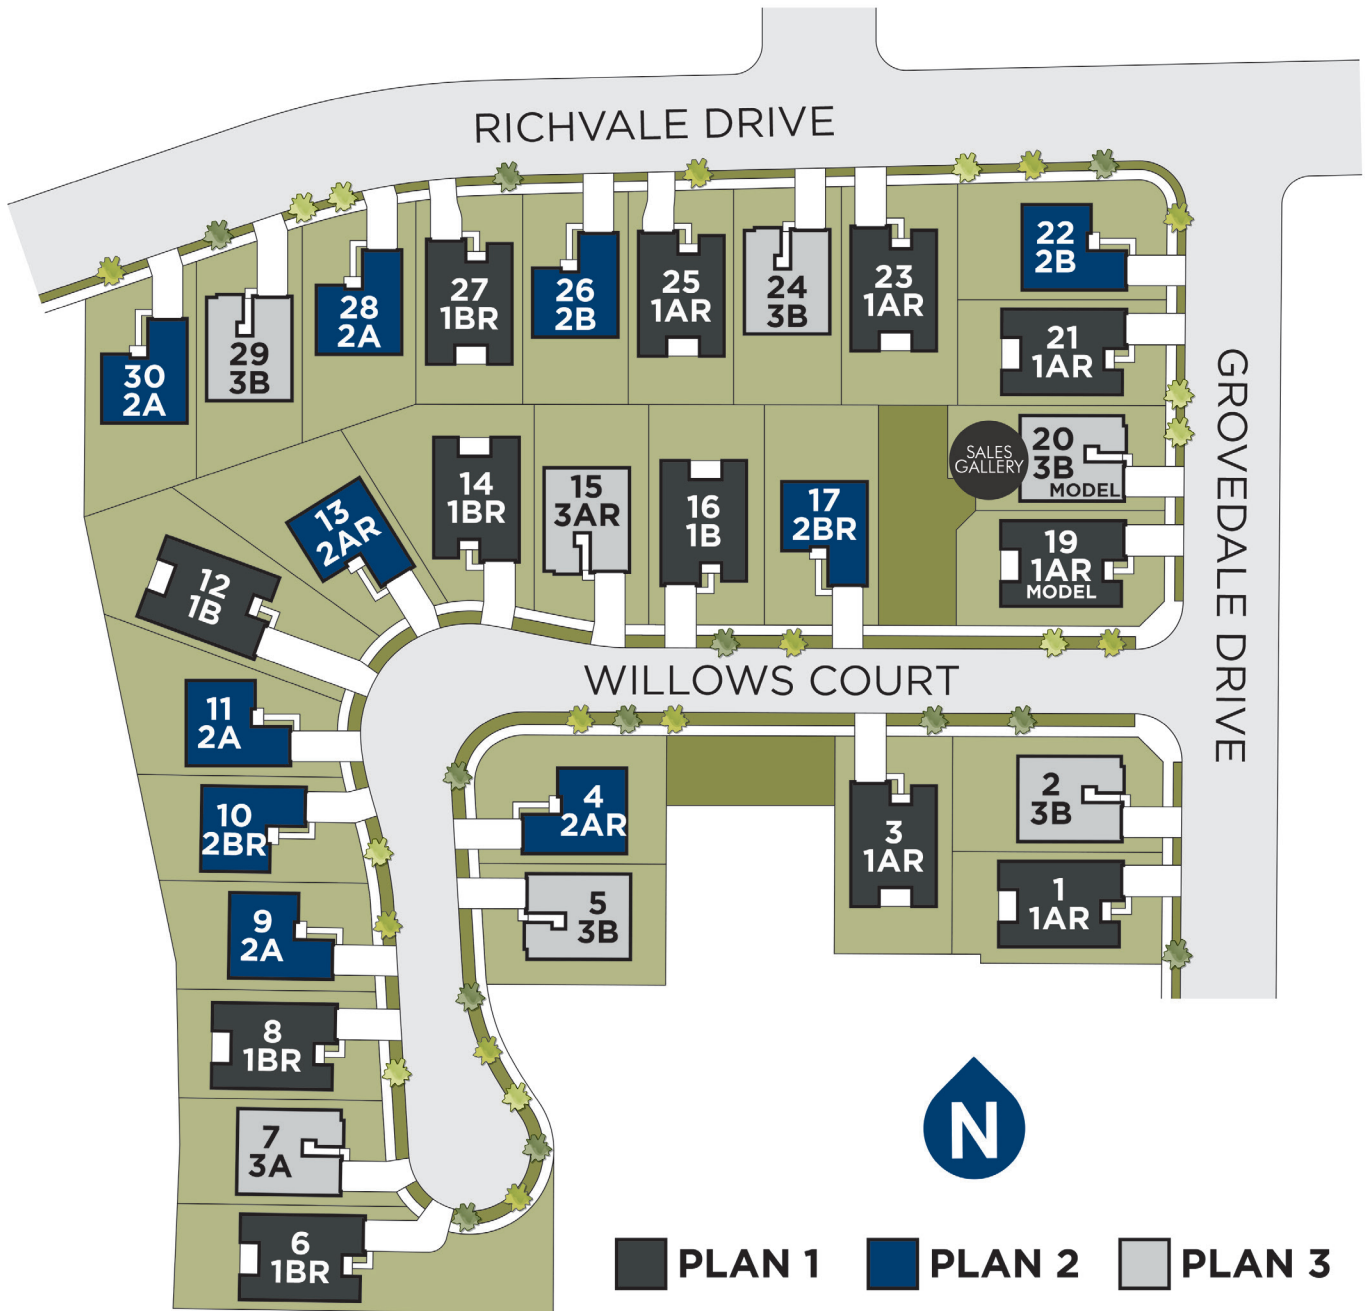 RICHVALE DRIVE
22
2B
23
1AR
24
3B
25
1AR
26
2B
27
1BR
28
2A
29
3B
30
2A
21
1AR
GROVEDALE DRIVE
SALES
GALLERY
20
3B
MODEL
19
1AR
MODEL
17
2BR
16
1B
15
3AR
14
1BR
13
2AR
12
1B
WILLOWS COURT
11
2A
10
2BR
9
2A
8
1BR
7
3A
6
1BR
4
2AR
5
3B
3
1AR
2
3B
1
1AR
N
PLAN 1
PLAN 2
PLAN 3